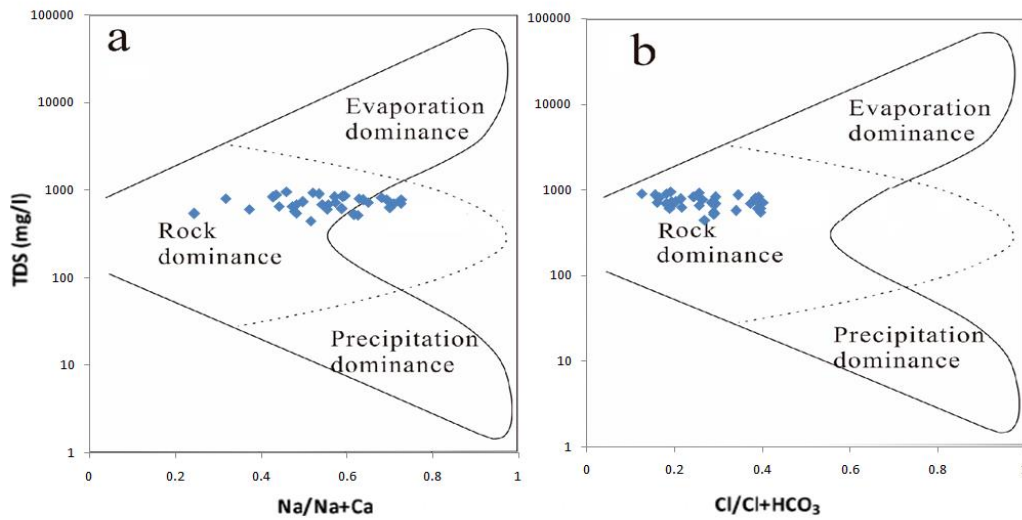 a
100000
10000
1000
100
10
1
TDS (mg/l)
Evaporation
dominance
Rock
dominance
Precipitation
dominance
0
0.2
0.4
0.6
0.8
1
Na/Na+Ca
b
100000
10000
1000
100
10
1
Evaporation
dominance
Rock
dominance
Precipitation
dominance
0
0.2
0.4
0.6
0.8
1
Cl/Cl+HCO₃